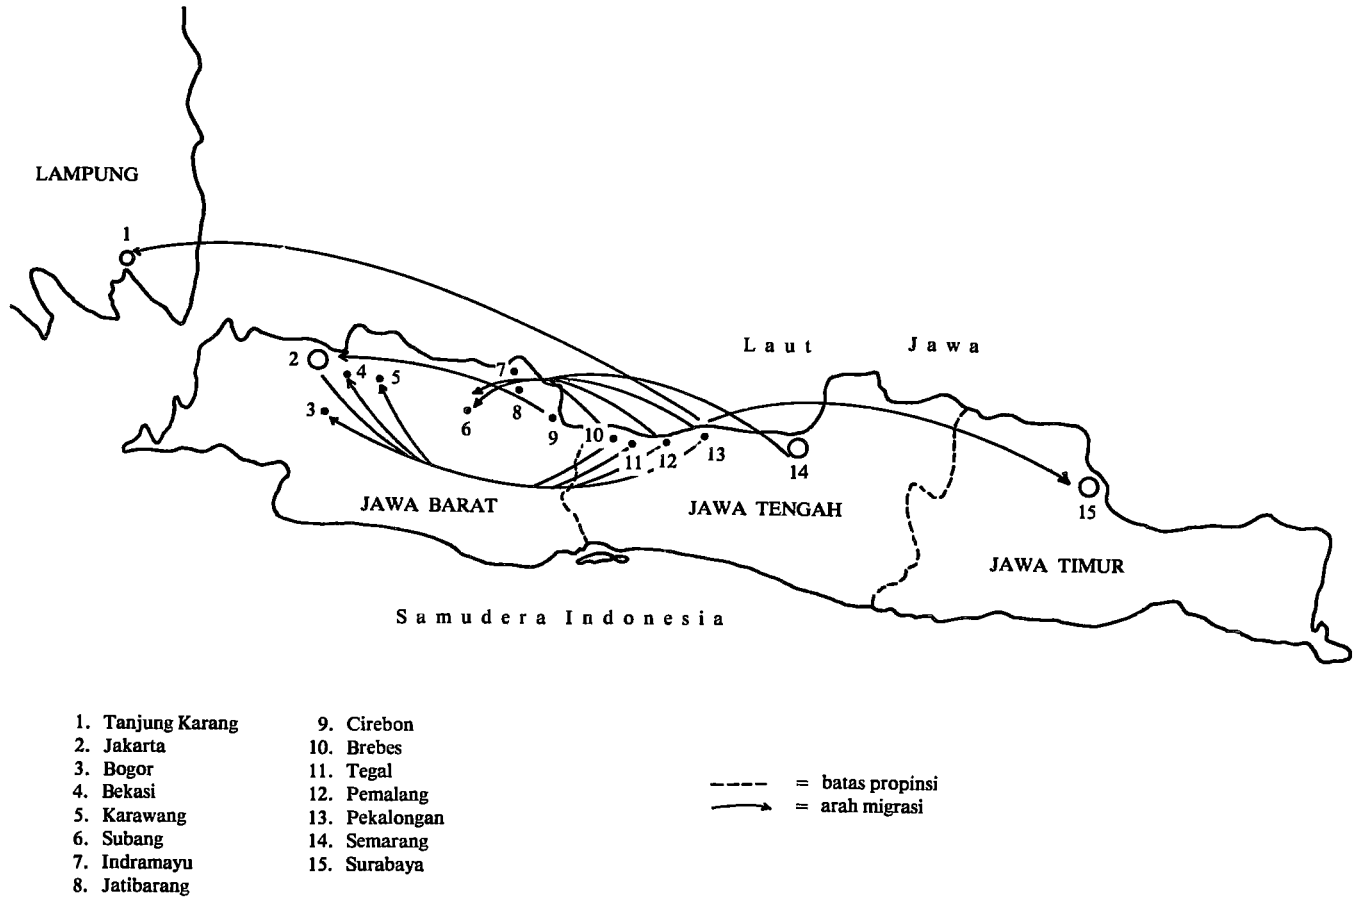 LAMPUNG
1
Laut Jawa
2
4
5
7
3
6
8
9
10
11
12
13
14
15
JAWA BARAT
JAWA TENGAH
JAWA TIMUR
Samudera Indonesia
1. Tanjung Karang
2. Jakarta
3. Bogor
4. Bekasi
5. Karawang
6. Subang
7. Indramayu
8. Jatibarang
9. Cirebon
10. Brebes
11. Tegal
12. Pemalang
13. Pekalongan
14. Semarang
15. Surabaya
= batas propinsi
= arah migrasi